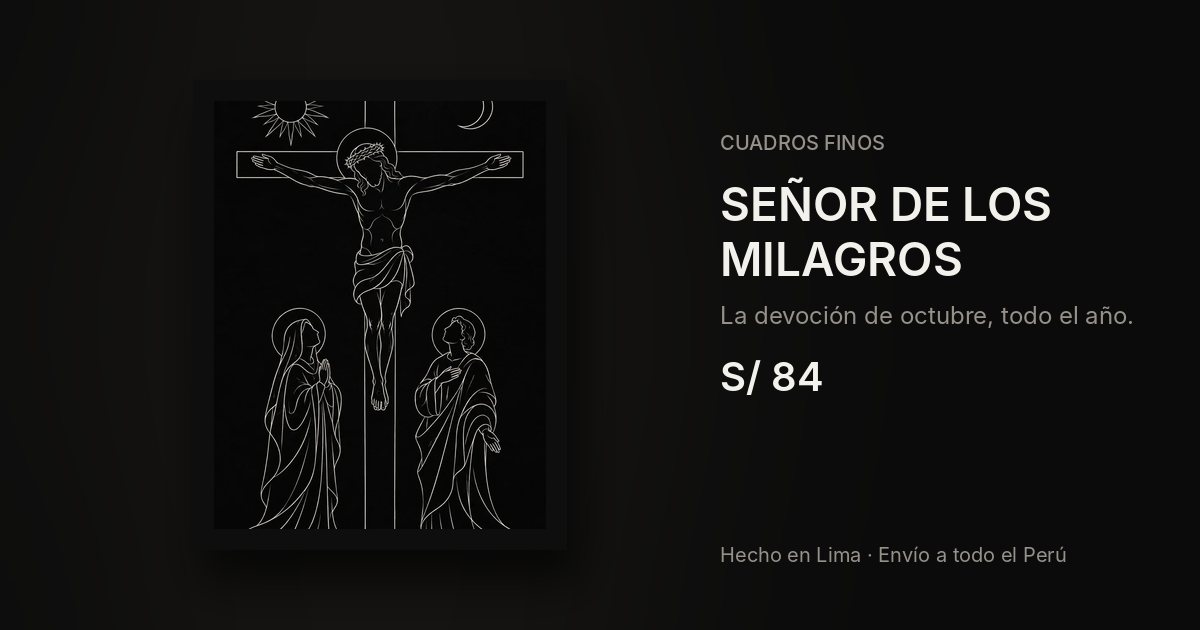 CUADROS FINOS
SEÑOR DE LOS
MILAGROS
La devoción de octubre, todo el año.
S/ 84
Hecho en Lima · Envío a todo el Perú